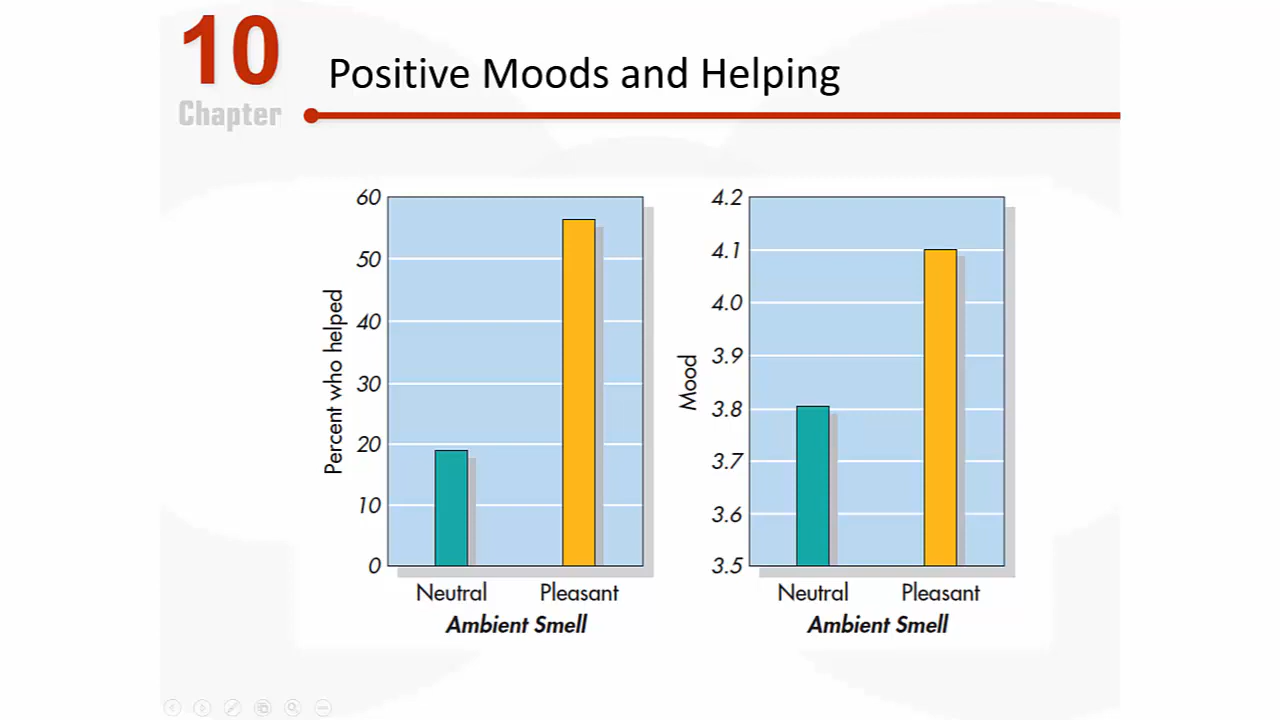 10
Chapter
Positive Moods and Helping
60
50
40
30
20
10
0
Percent who helped
Neutral
Pleasant
Ambient Smell
4.2
4.1
4.0
3.9
3.8
3.7
3.6
3.5
Mood
Neutral
Pleasant
Ambient Smell